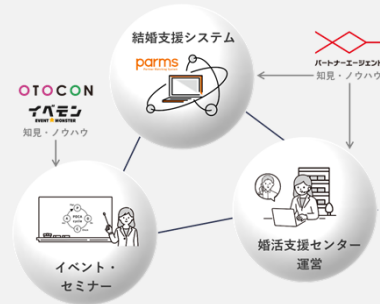 結婚支援システム
parms
パートナーエージェント
知見・ノウハウ
OTOCON
イベモン
EVENT MONSTER
知見・ノウハウ
PDCA
イベント・
セミナー
婚活支援センター
運営